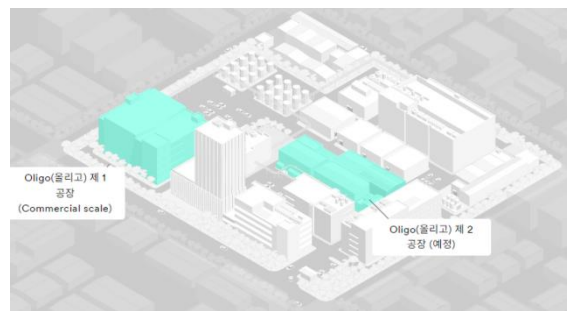 Oligo(올리고) 제 1
공장
(Commercial scale)
Oligo(올리고) 제 2
공장 (예정)